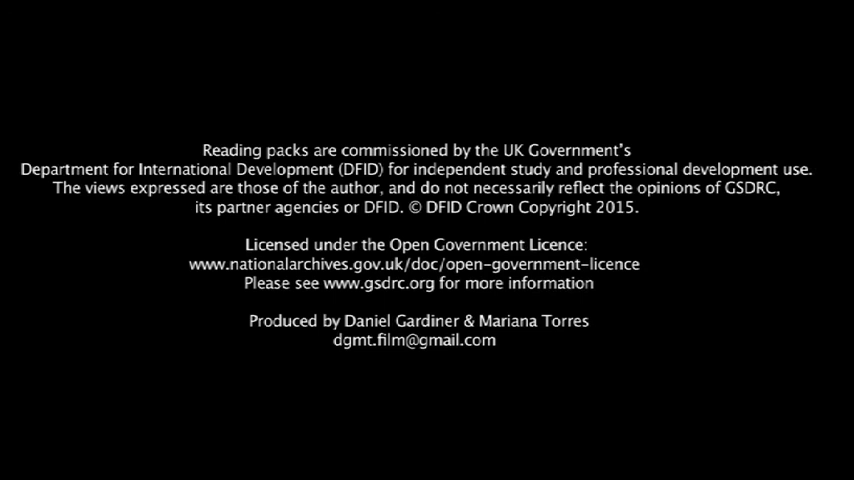 Reading packs are commissioned by the UK Government's
Department for International Development (DFID) for independent study and professional development use.
The views expressed are those of the author, and do not necessarily reflect the opinions of GSDRC,
its partner agencies or DFID. © DFID Crown Copyright 2015.
Licensed under the Open Government Licence:
www.nationalarchives.gov.uk/doc/open-government-licence
Please see www.gsdrc.org for more information
Produced by Daniel Gardiner & Mariana Torres
dgmt.film@gmail.com